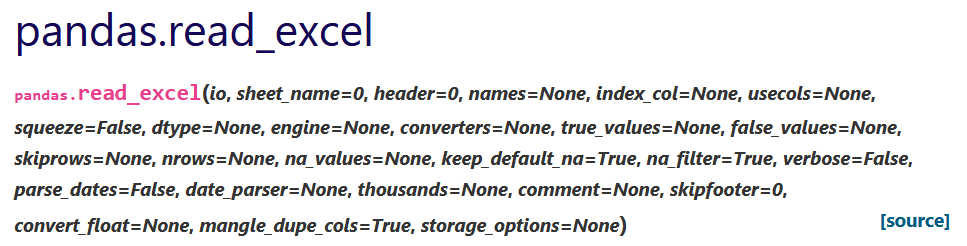 pandas.read_excel
pandas.read_excel(io, sheet_name=0, header=0, names=None, index_col=None, usecols=None,
squeeze=False, dtype=None, engine=None, converters=None, true_values=None, false_values=None,
skiprows=None, nrows=None, na_values=None, keep_default_na=True, na_filter=True, verbose=False,
parse_dates=False, date_parser=None, thousands=None, comment=None, skipfooter=0,
convert_float=None, mangle_dupe_cols=True, storage_options=None) [source]